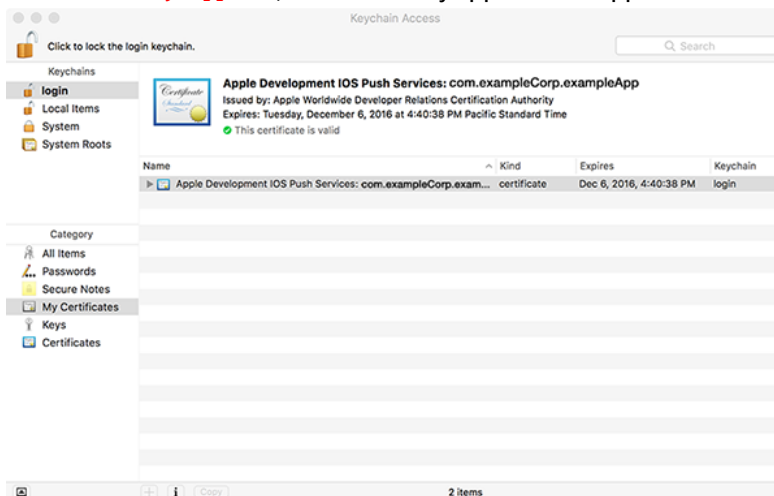 Keychain Access
Click to lock the login keychain.
Search
Keychains
login
Local Items
System
System Roots
Certificate
Standard
Apple Development IOS Push Services: com.exampleCorp.exampleApp
Issued by: Apple Worldwide Developer Relations Certification Authority
Expires: Tuesday, December 6, 2016 at 4:40:38 PM Pacific Standard Time
This certificate is valid
Name Kind Expires Keychain
Apple Development IOS Push Services: com.exampleCorp.exam... certificate Dec 6, 2016, 4:40:38 PM login
Category
All Items
Passwords
Secure Notes
My Certificates
Keys
Certificates
Copy
2 items